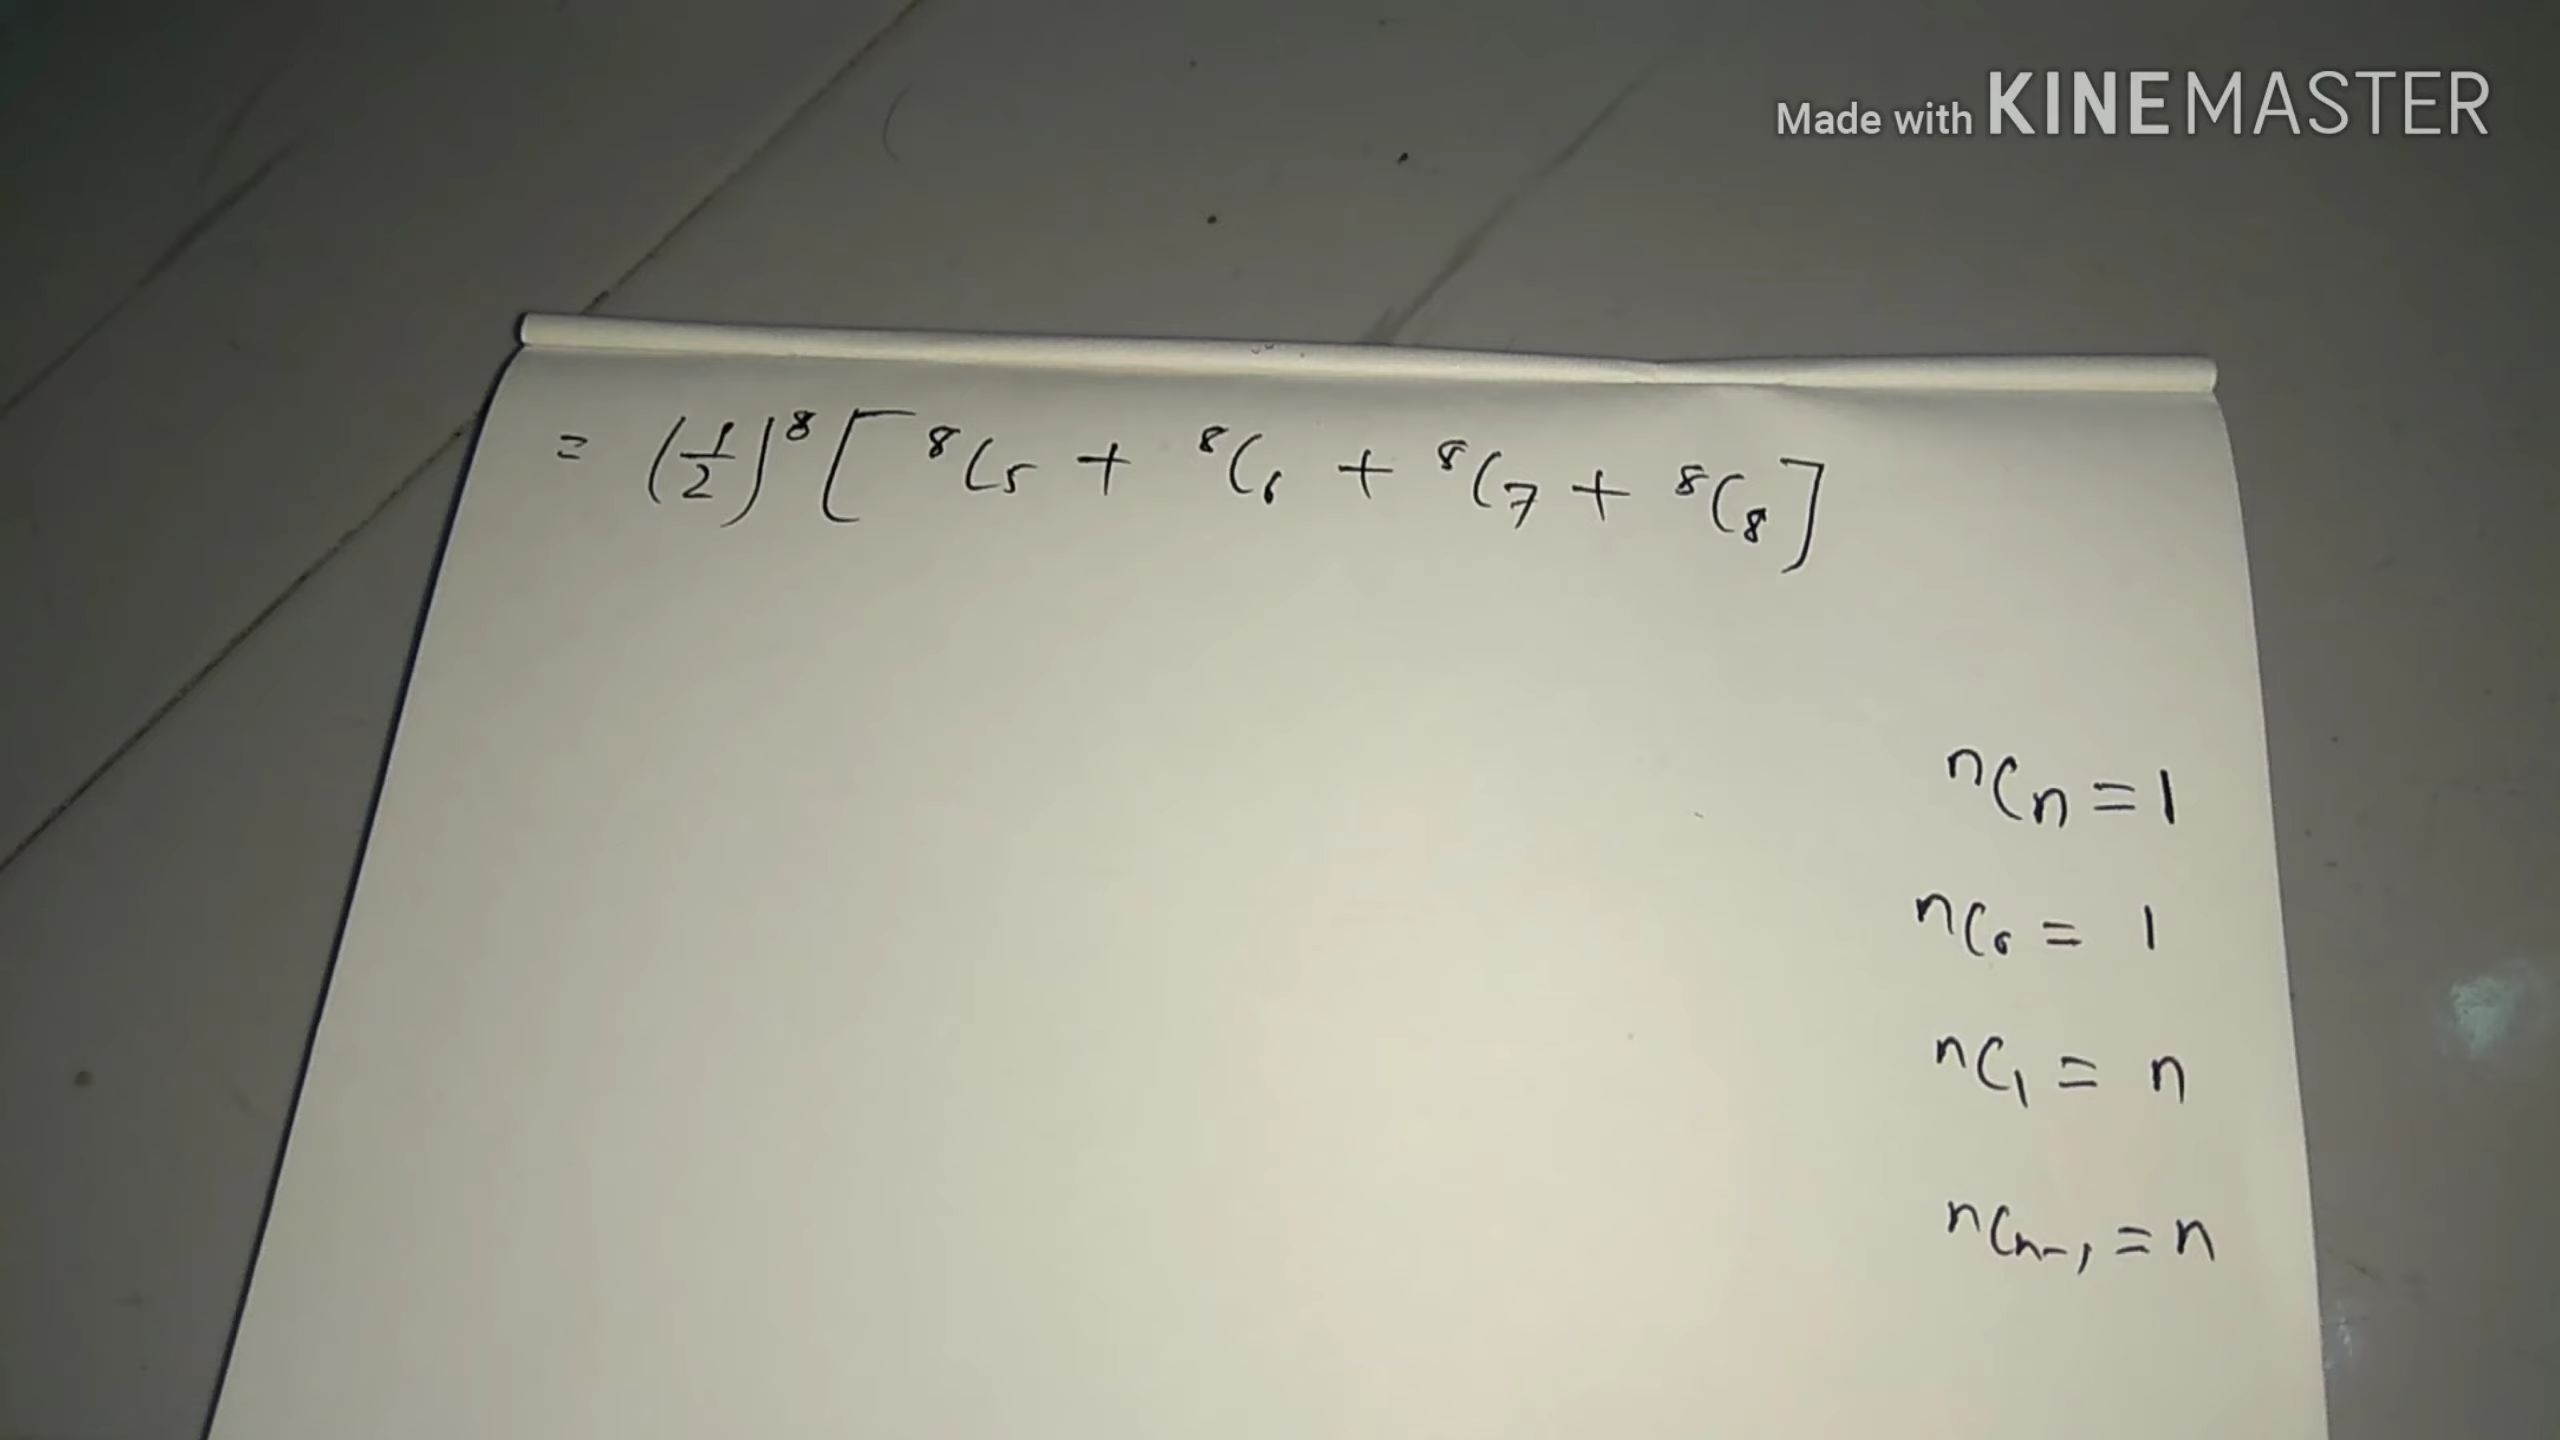 Made with KINEMASTER
= (1/2)⁸ [ ⁸C₅ + ⁸C₆ + ⁸C₇ + ⁸C₈ ]
ⁿCₙ = 1
ⁿC₀ = 1
ⁿC₁ = n
ⁿCₙ₋₁ = n